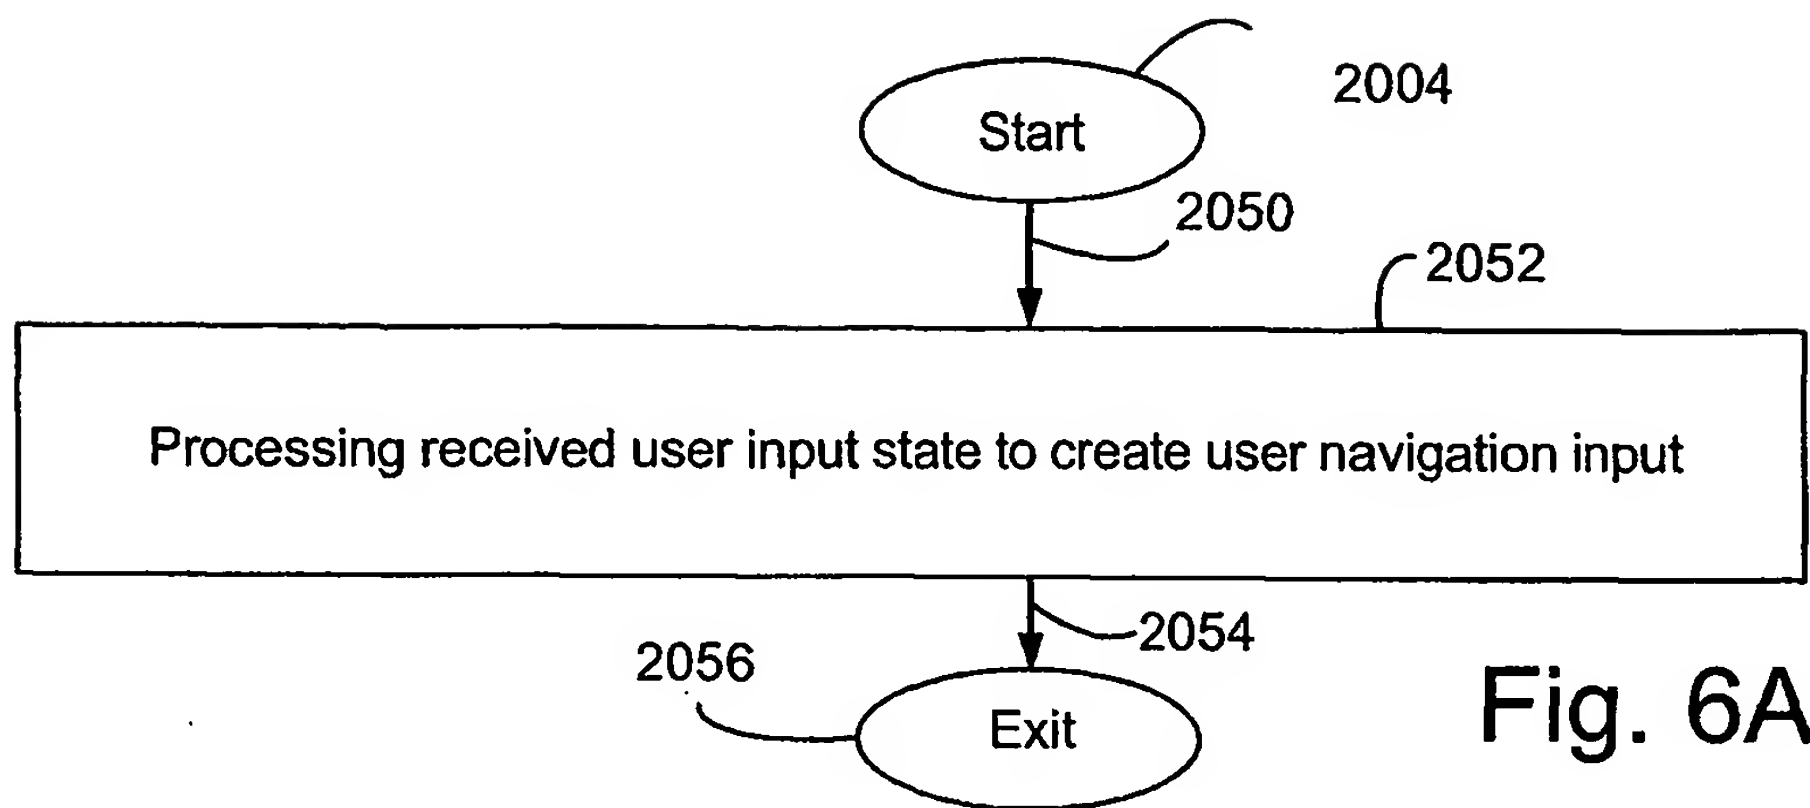 2004
Start
2050
2052
Processing received user input state to create user navigation input
2054
2056
Exit
Fig. 6A